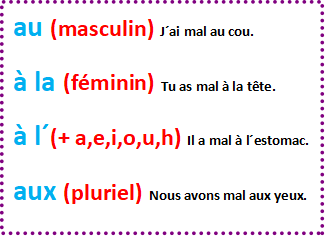 au (masculin) J´ai mal au cou.
à la (féminin) Tu as mal à la tête.
à l´(+ a,e,i,o,u,h) Il a mal à l´estomac.
aux (pluriel) Nous avons mal aux yeux.